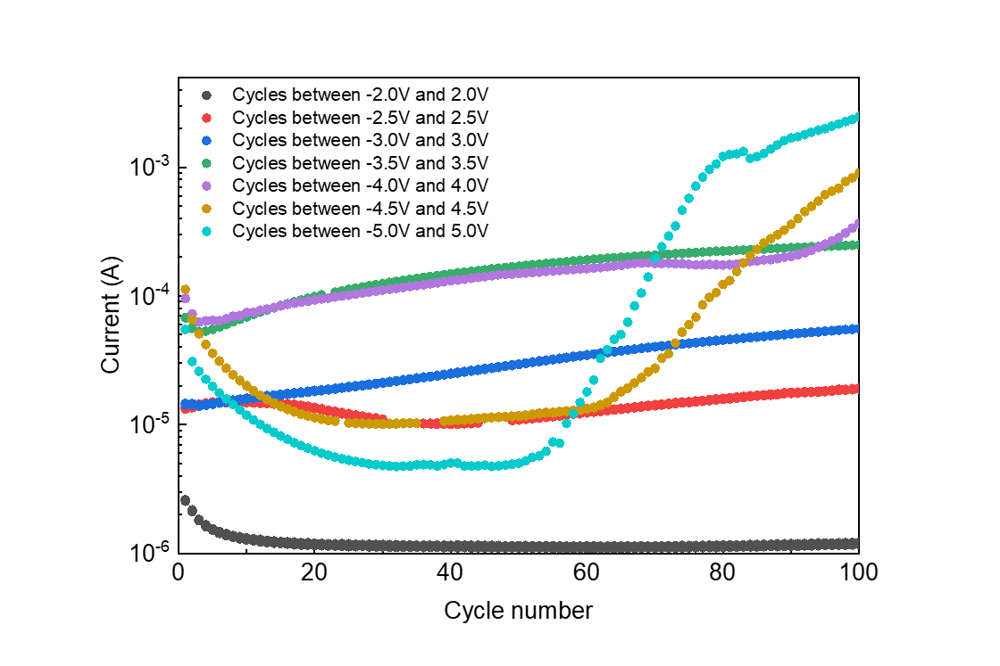 Cycles between -2.0V and 2.0V
Cycles between -2.5V and 2.5V
Cycles between -3.0V and 3.0V
Cycles between -3.5V and 3.5V
Cycles between -4.0V and 4.0V
Cycles between -4.5V and 4.5V
Cycles between -5.0V and 5.0V
10⁻³
10⁻⁴
10⁻⁵
10⁻⁶
Current (A)
0 20 40 60 80 100
Cycle number